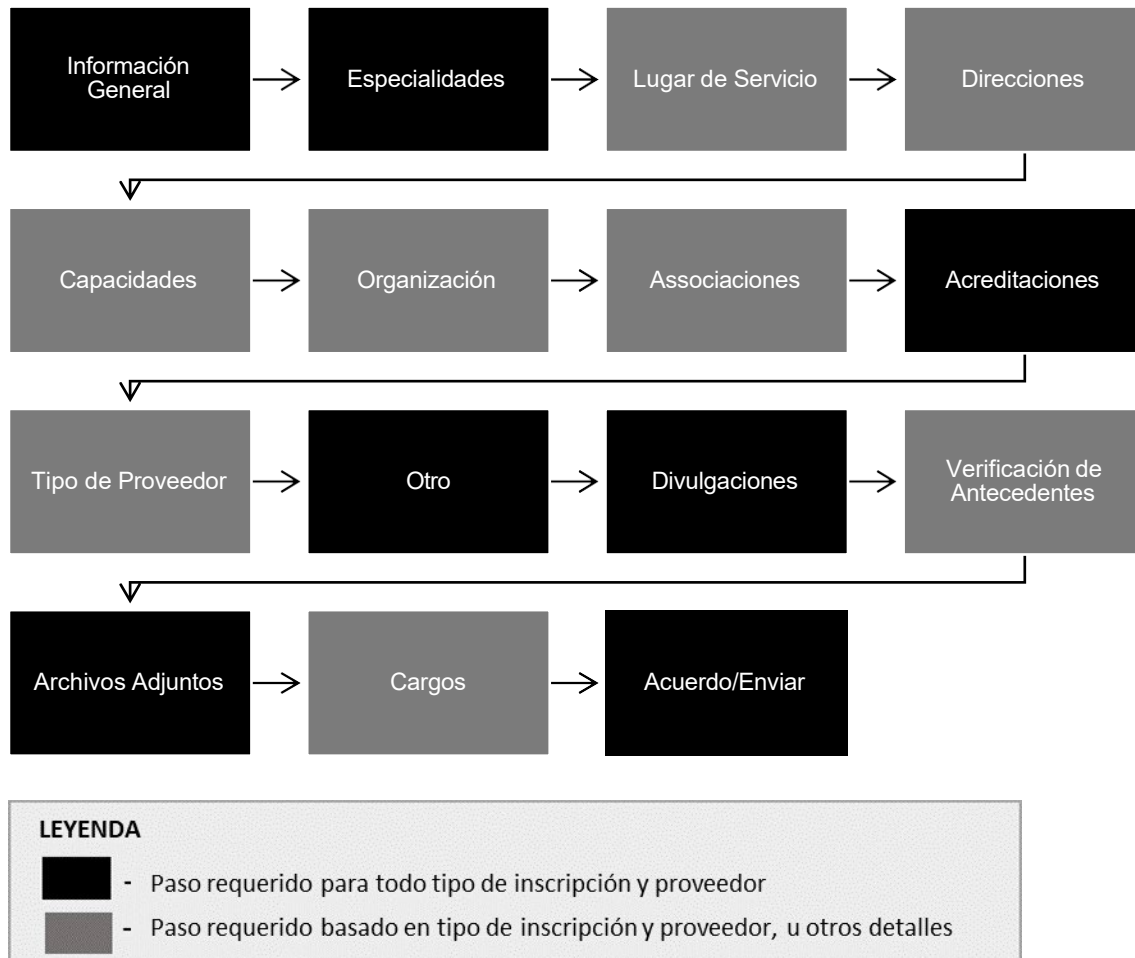 Información
General
Especialidades
Lugar de Servicio
Direcciones
Capacidades
Organización
Associaciones
Acreditaciones
Tipo de Proveedor
Otro
Divulgaciones
Verificación de
Antecedentes
Archivos Adjuntos
Cargos
Acuerdo/Enviar
LEYENDA
- Paso requerido para todo tipo de inscripción y proveedor
- Paso requerido basado en tipo de inscripción y proveedor, u otros detalles